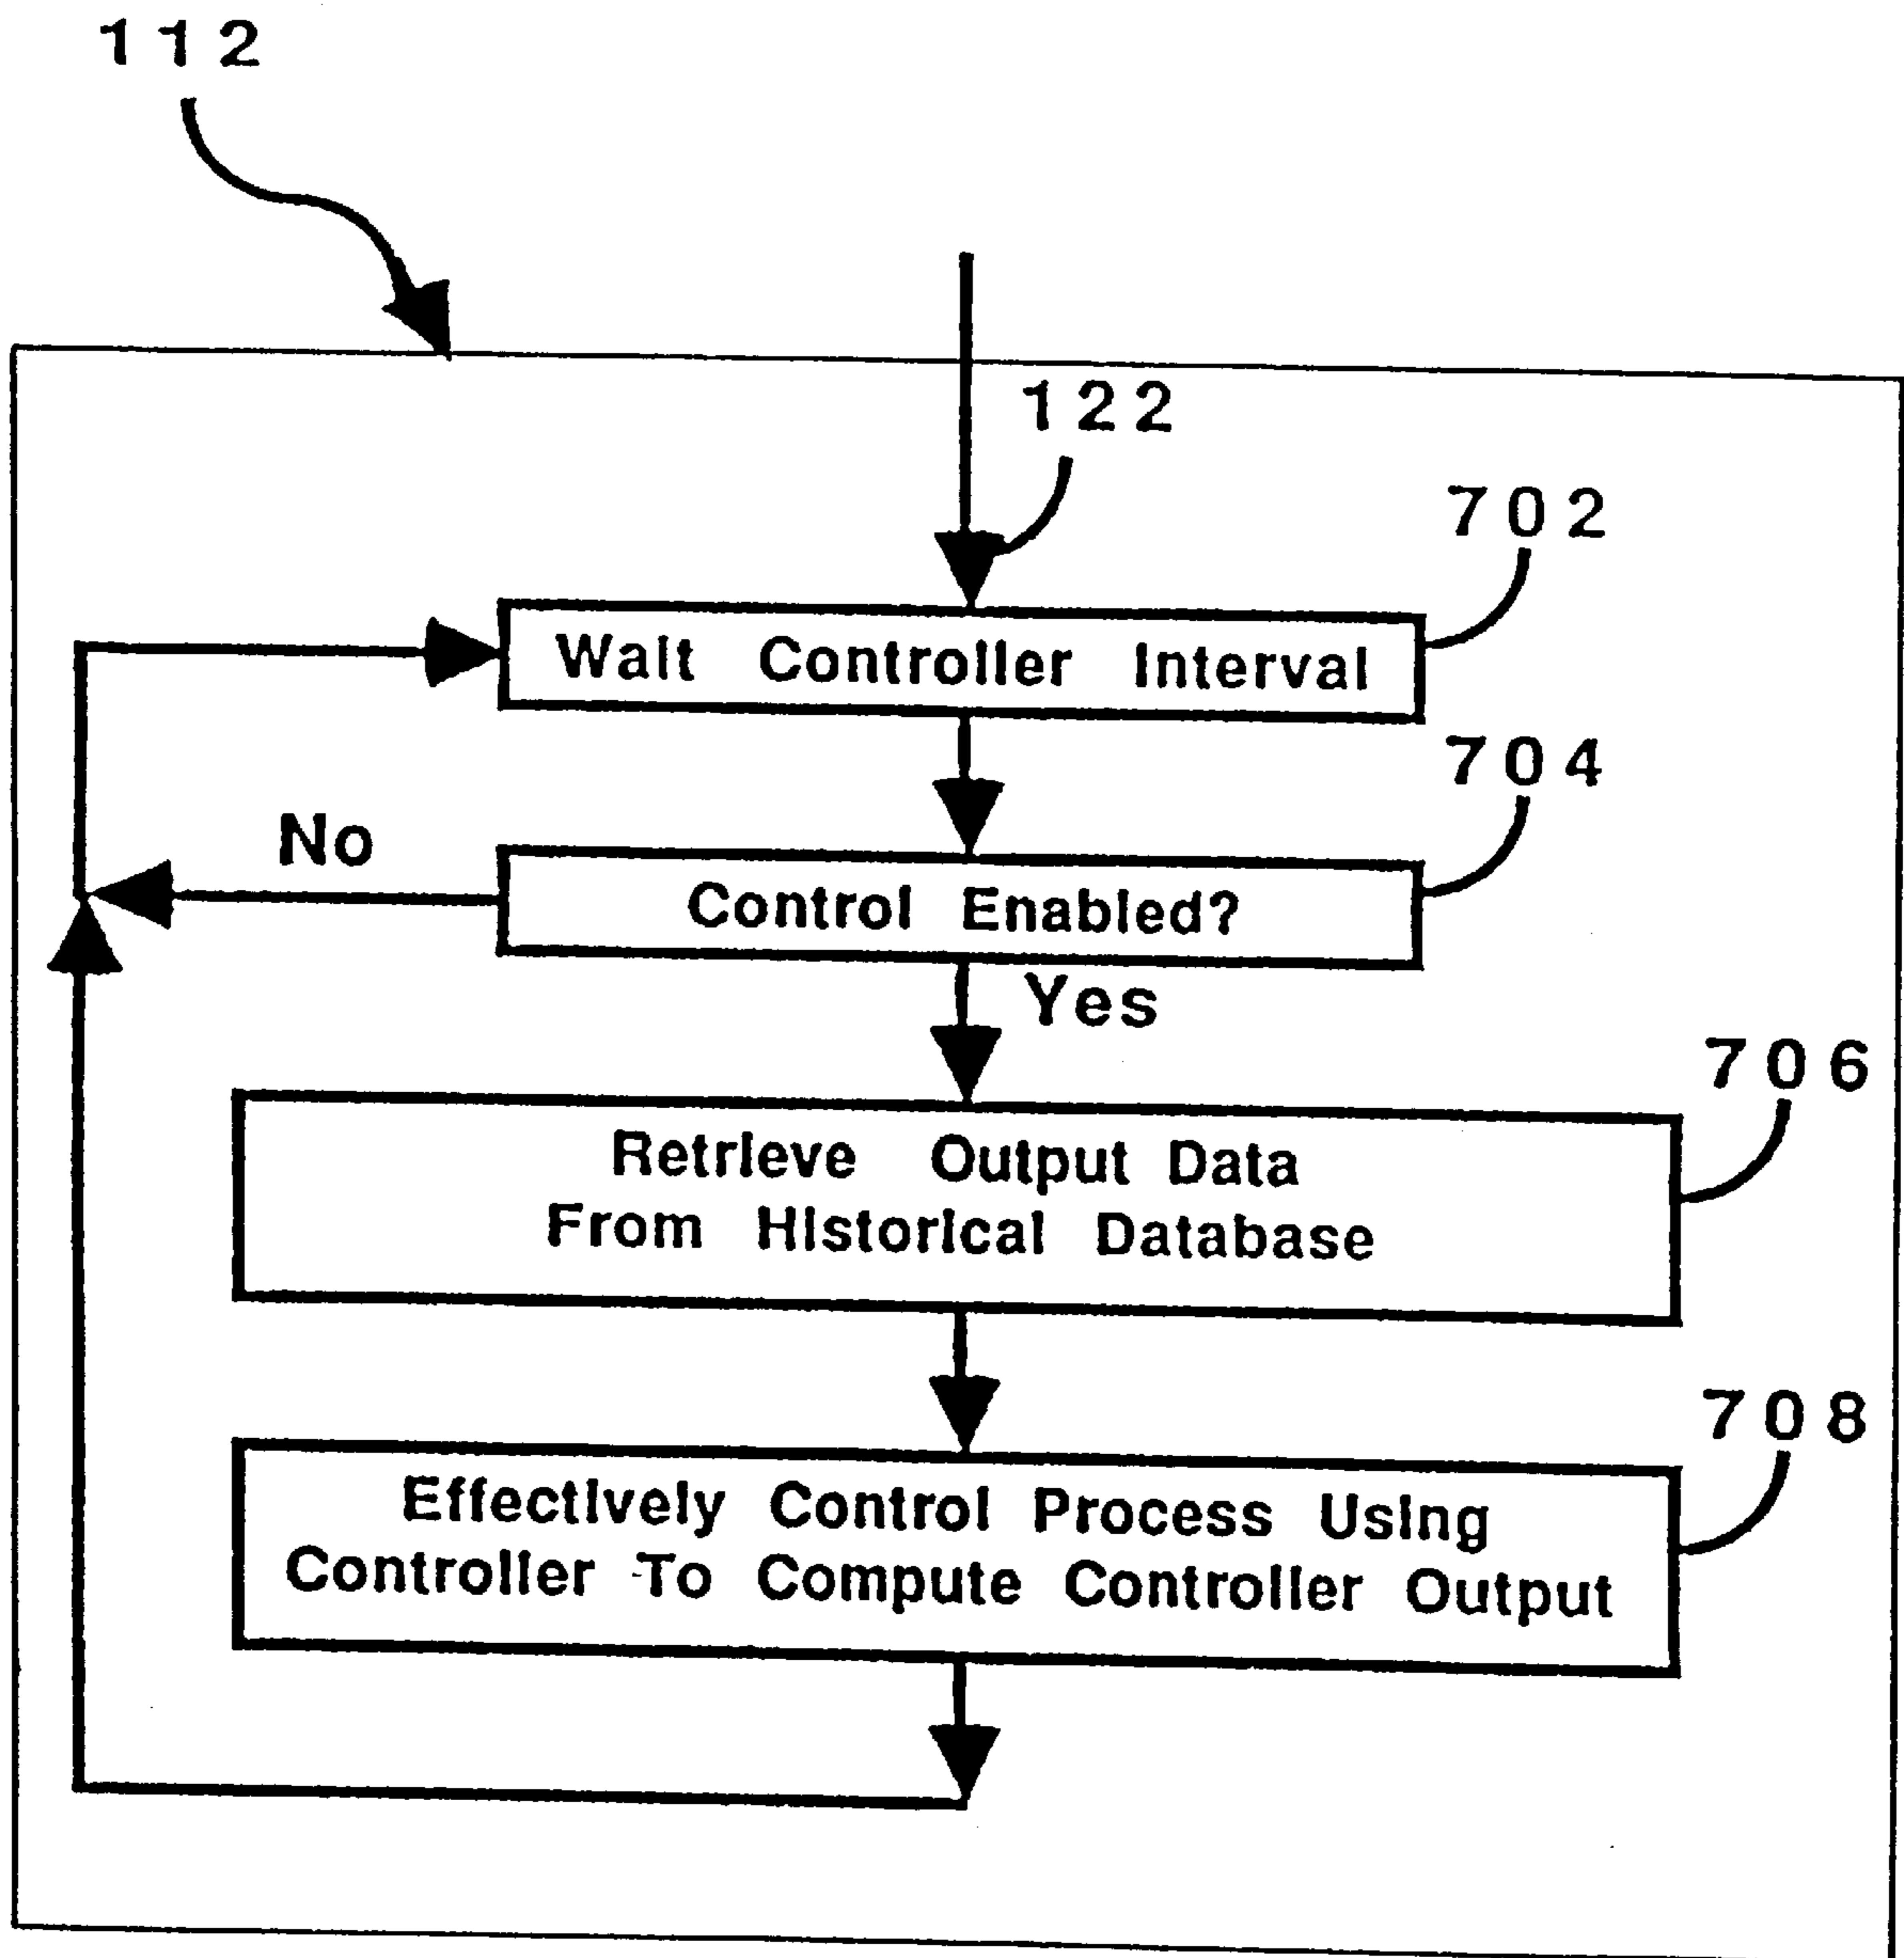 112
122
702
Wait Controller Interval
704
No
Control Enabled?
Yes
706
Retrieve Output Data
From Historical Database
708
Effectively Control Process Using
Controller To Compute Controller Output